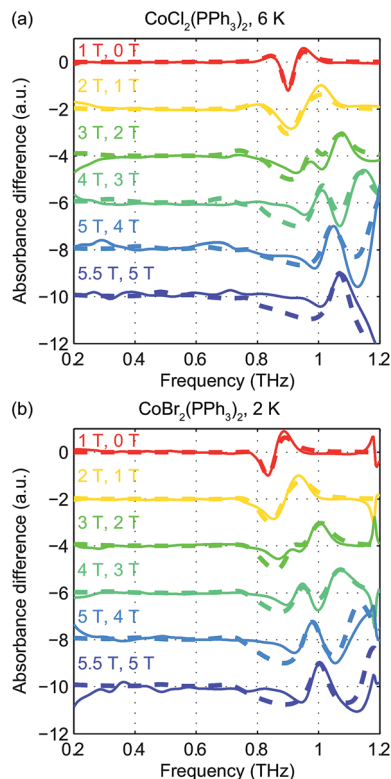 (a) CoCl₂(PPh₃)₂, 6 K
Absorbance difference (a.u.)
0
−2
−4
−6
−8
−10
−12
1 T, 0 T
2 T, 1 T
3 T, 2 T
4 T, 3 T
5 T, 4 T
5.5 T, 5 T
0.2 0.4 0.6 0.8 1 1.2
Frequency (THz)
(b) CoBr₂(PPh₃)₂, 2 K
Absorbance difference (a.u.)
0
−2
−4
−6
−8
−10
−12
1 T, 0 T
2 T, 1 T
3 T, 2 T
4 T, 3 T
5 T, 4 T
5.5 T, 5 T
0.2 0.4 0.6 0.8 1 1.2
Frequency (THz)